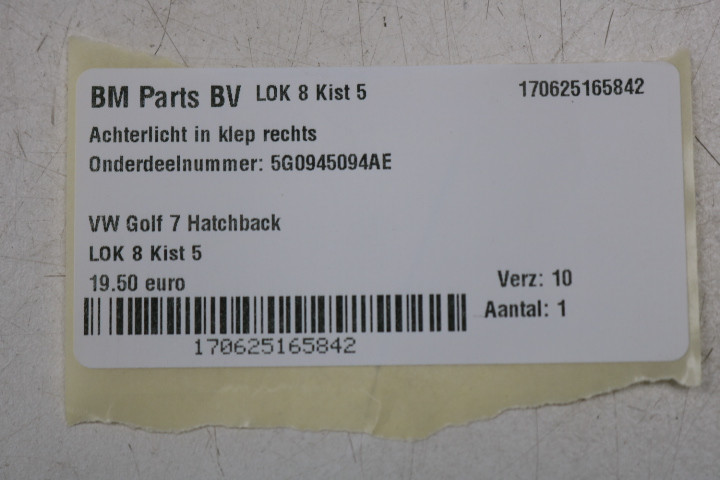 BM Parts BV LOK 8 Kist 5 170625165842
Achterlicht in klep rechts
Onderdeelnummer: 5G0945094AE
VW Golf 7 Hatchback
LOK 8 Kist 5
19.50 euro Verz: 10
Aantal: 1
170625165842